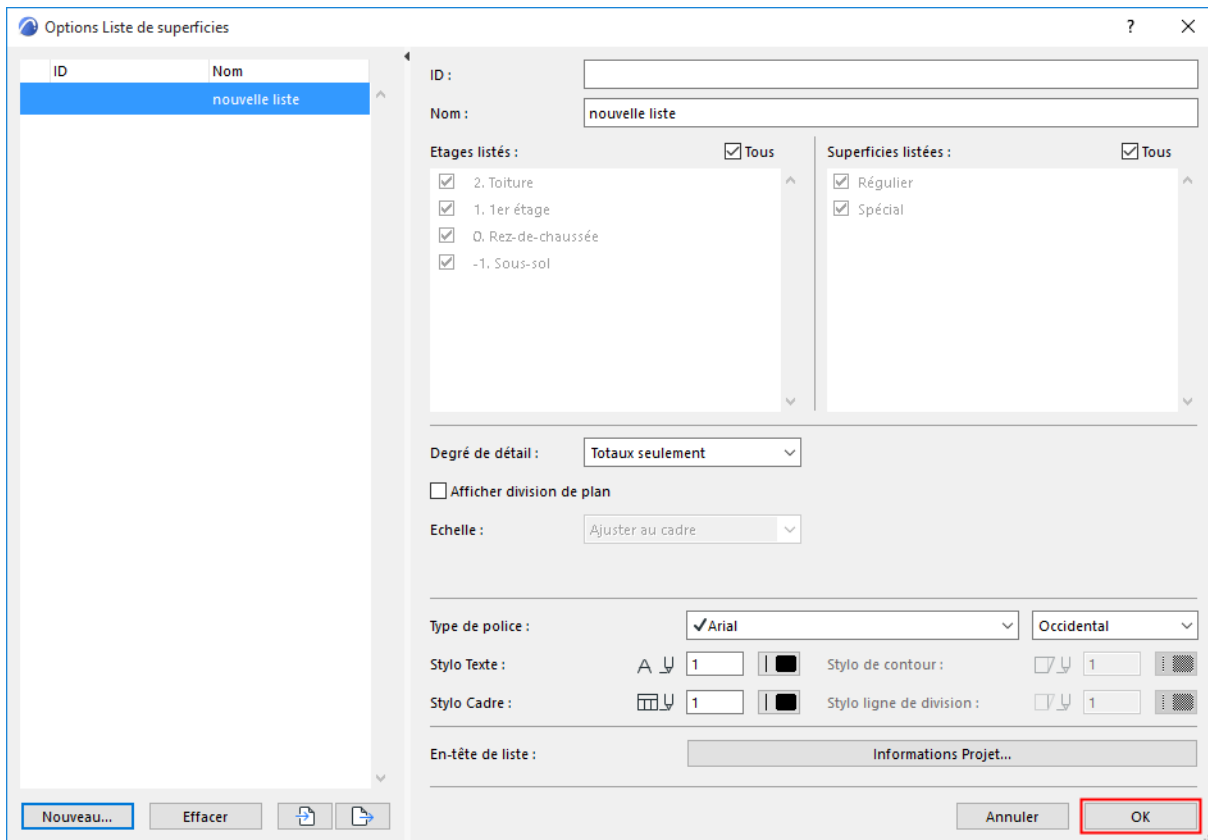 Options Liste de superficies ?
ID Nom
nouvelle liste
ID :
Nom : nouvelle liste
Etages listés : Tous
2. Toiture
1. 1er étage
0. Rez-de-chaussée
-1. Sous-sol
Superficies listées : Tous
Régulier
Spécial
Degré de détail : Totaux seulement
Afficher division de plan
Echelle : Ajuster au cadre
Type de police : Arial Occidental
Stylo Texte : A 1 Stylo de contour : 1
Stylo Cadre : 1 Stylo ligne de division : 1
En-tête de liste : Informations Projet...
Nouveau... Effacer Annuler OK